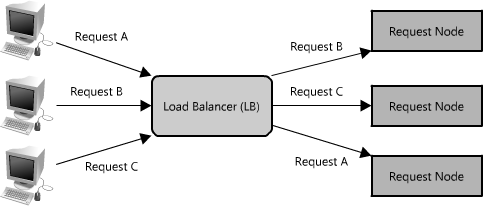 Request A
Request B
Request C
Load Balancer (LB)
Request B
Request C
Request A
Request Node
Request Node
Request Node